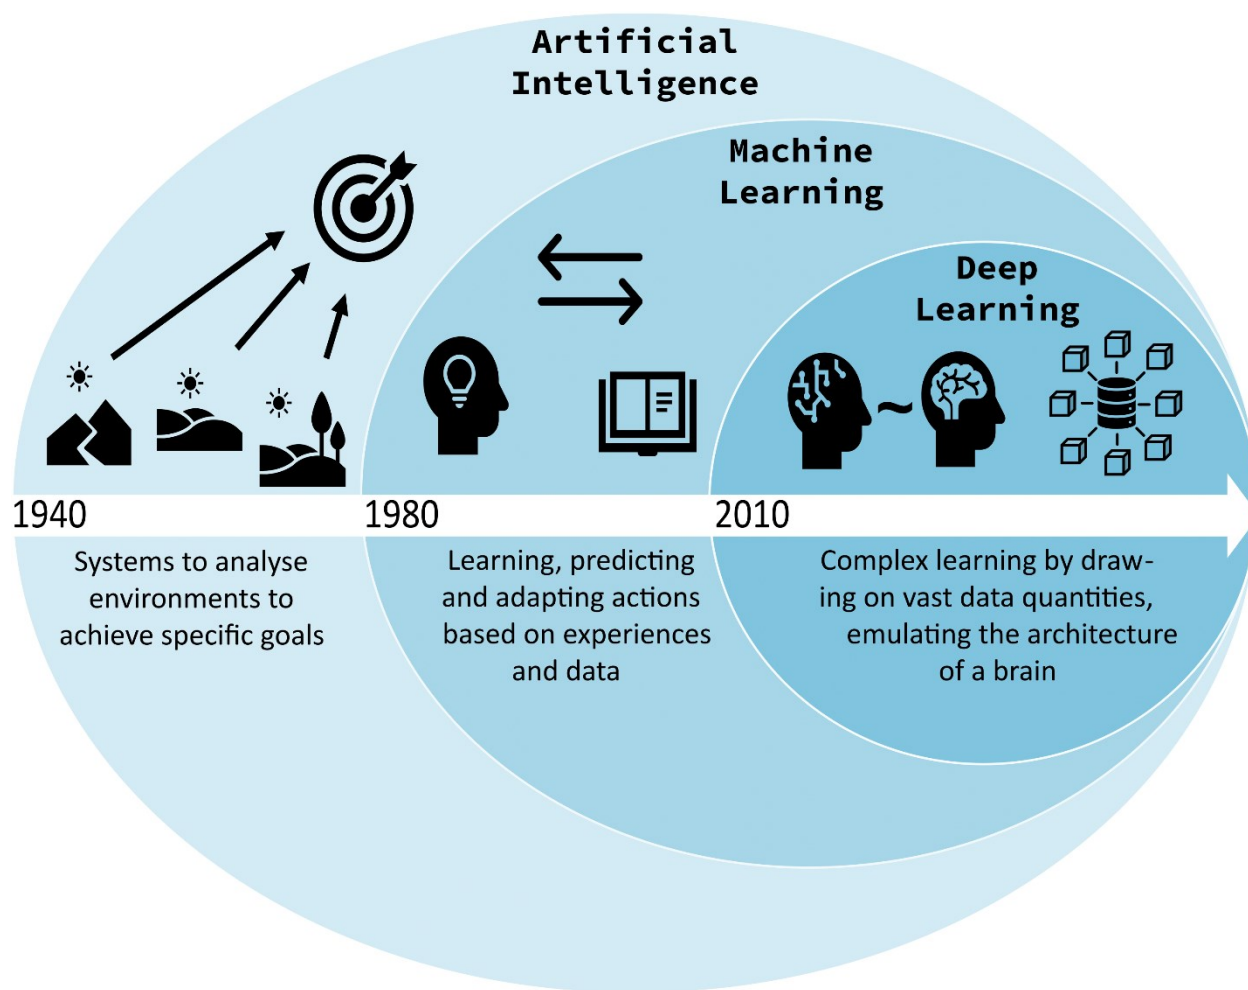 Artificial
Intelligence
Machine
Learning
Deep
Learning
1940
1980
2010
Systems to analyse
environments to
achieve specific goals
Learning, predicting
and adapting actions
based on experiences
and data
Complex learning by draw-
ing on vast data quantities,
emulating the architecture
of a brain